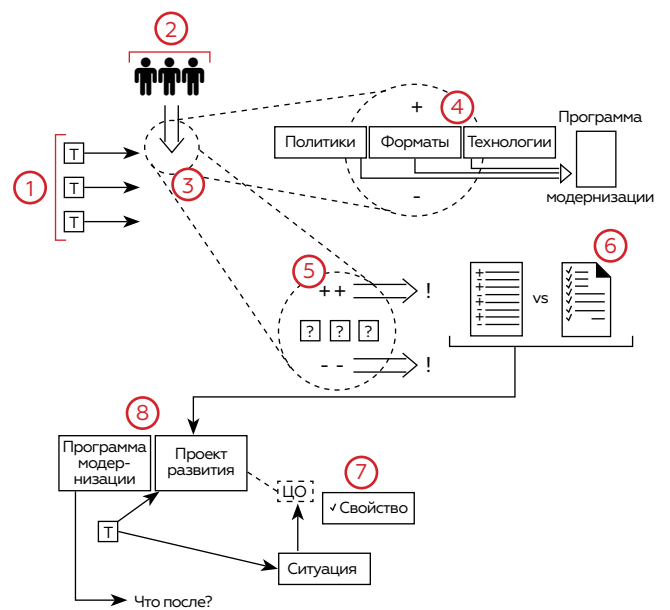 2
+
4
Программа
Политики
Форматы
Технологии
1
Т
Т
Т
3
-
модернизации
5
++
!
6
+
-
+
-
+
-
+
-
+
-
vs
✓
✓
✓
✓
✓
✓
? ? ?
- -
!
8
Программа
модер-
низации
Проект
развития
7
ЦО
✓ Свойство
Т
Ситуация
Что после?